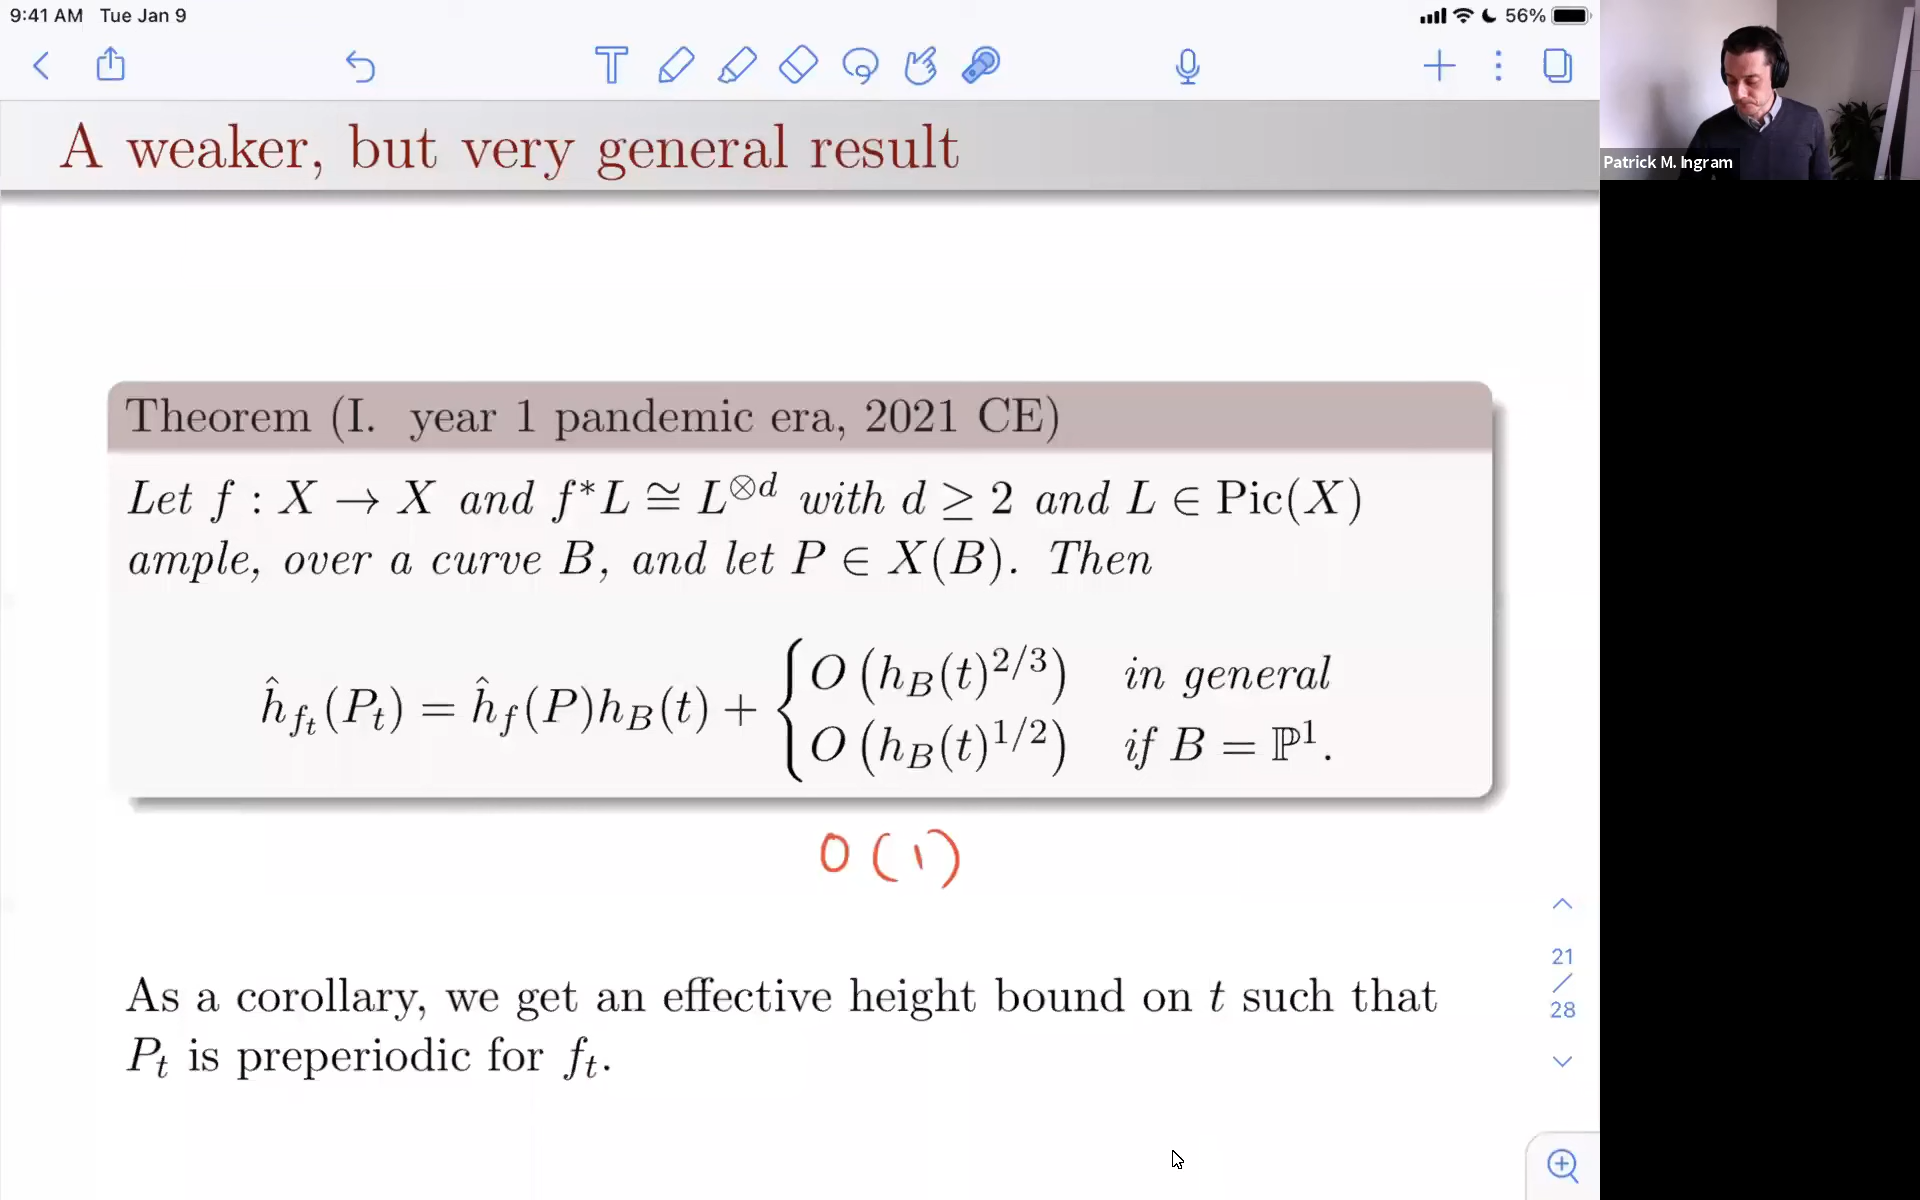 9:41 AM Tue Jan 9
56%
A weaker, but very general result
Patrick M. Ingram
Theorem (I. year 1 pandemic era, 2021 CE)
Let f : X → X and f*L ≅ L^{⊗d} with d ≥ 2 and L ∈ Pic(X)
ample, over a curve B, and let P ∈ X(B). Then
ĥ_{f_t}(P_t) = ĥ_f(P)h_B(t) + { O(h_B(t)^{2/3}) in general
O(h_B(t)^{1/2}) if B = ℙ¹.
O(1)
As a corollary, we get an effective height bound on t such that
P_t is preperiodic for f_t.
21
/
28